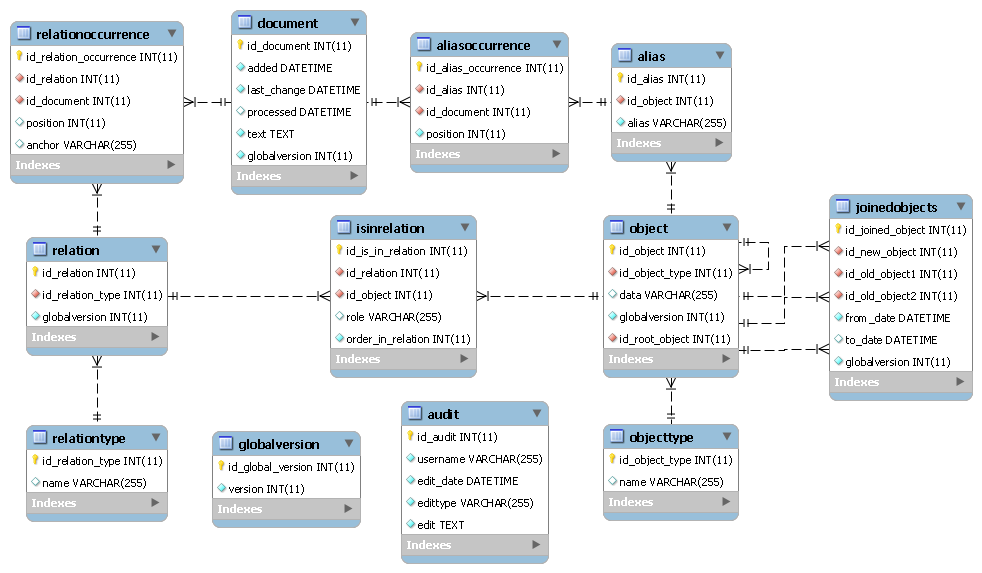 relationoccurrence
id_relation_occurrence INT(11)
id_relation INT(11)
id_document INT(11)
position INT(11)
anchor VARCHAR(255)
Indexes
document
id_document INT(11)
added DATETIME
last_change DATETIME
processed DATETIME
text TEXT
globalversion INT(11)
Indexes
aliasoccurrence
id_alias_occurrence INT(11)
id_alias INT(11)
id_document INT(11)
position INT(11)
Indexes
alias
id_alias INT(11)
id_object INT(11)
alias VARCHAR(255)
Indexes
relation
id_relation INT(11)
id_relation_type INT(11)
globalversion INT(11)
Indexes
isinrelation
id_is_in_relation INT(11)
id_relation INT(11)
id_object INT(11)
role VARCHAR(255)
order_in_relation INT(11)
Indexes
object
id_object INT(11)
id_object_type INT(11)
data VARCHAR(255)
globalversion INT(11)
id_root_object INT(11)
Indexes
joinedobjects
id_joined_object INT(11)
id_new_object INT(11)
id_old_object1 INT(11)
id_old_object2 INT(11)
from_date DATETIME
to_date DATETIME
globalversion INT(11)
Indexes
relationtype
id_relation_type INT(11)
name VARCHAR(255)
Indexes
globalversion
id_global_version INT(11)
version INT(11)
Indexes
audit
id_audit INT(11)
username VARCHAR(255)
edit_date DATETIME
edittype VARCHAR(255)
edit TEXT
Indexes
objecttype
id_object_type INT(11)
name VARCHAR(255)
Indexes